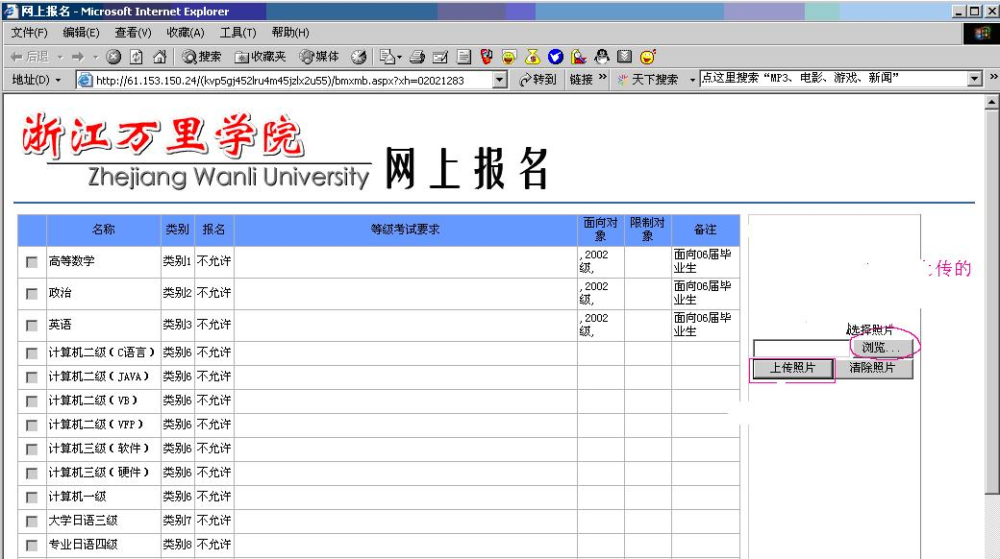 网上报名 - Microsoft Internet Explorer
文件(F) 编辑(E) 查看(V) 收藏(A) 工具(T) 帮助(H)
后退 搜索 收藏夹 媒体
地址(D) http://61.153.150.24/(kvp5gj452lru4m45jzlx2u55)/bmxmb.aspx?xh=02021283 转到 链接 » 天下搜索 点这里搜索“MP3、电影、游戏、新闻” »
浙江万里学院
Zhejiang Wanli University 网上报名
名称 类别 报名 等级考试要求 面向对象 限制对象 备注
高等数学 类别1 不允许 ,2002级, 面向06届毕业生
政治 类别2 不允许 ,2002级, 面向06届毕业生
英语 类别3 不允许 ,2002级, 面向06届毕业生
计算机二级(C语言) 类别6 不允许
计算机二级(JAVA) 类别6 不允许
计算机二级(VB) 类别6 不允许
计算机二级(VFP) 类别6 不允许
计算机三级(软件) 类别6 不允许
计算机三级(硬件) 类别6 不允许
计算机一级 类别6 不允许
大学日语三级 类别7 不允许
专业日语四级 类别8 不允许
传的
选择照片
浏览...
上传照片 清除照片